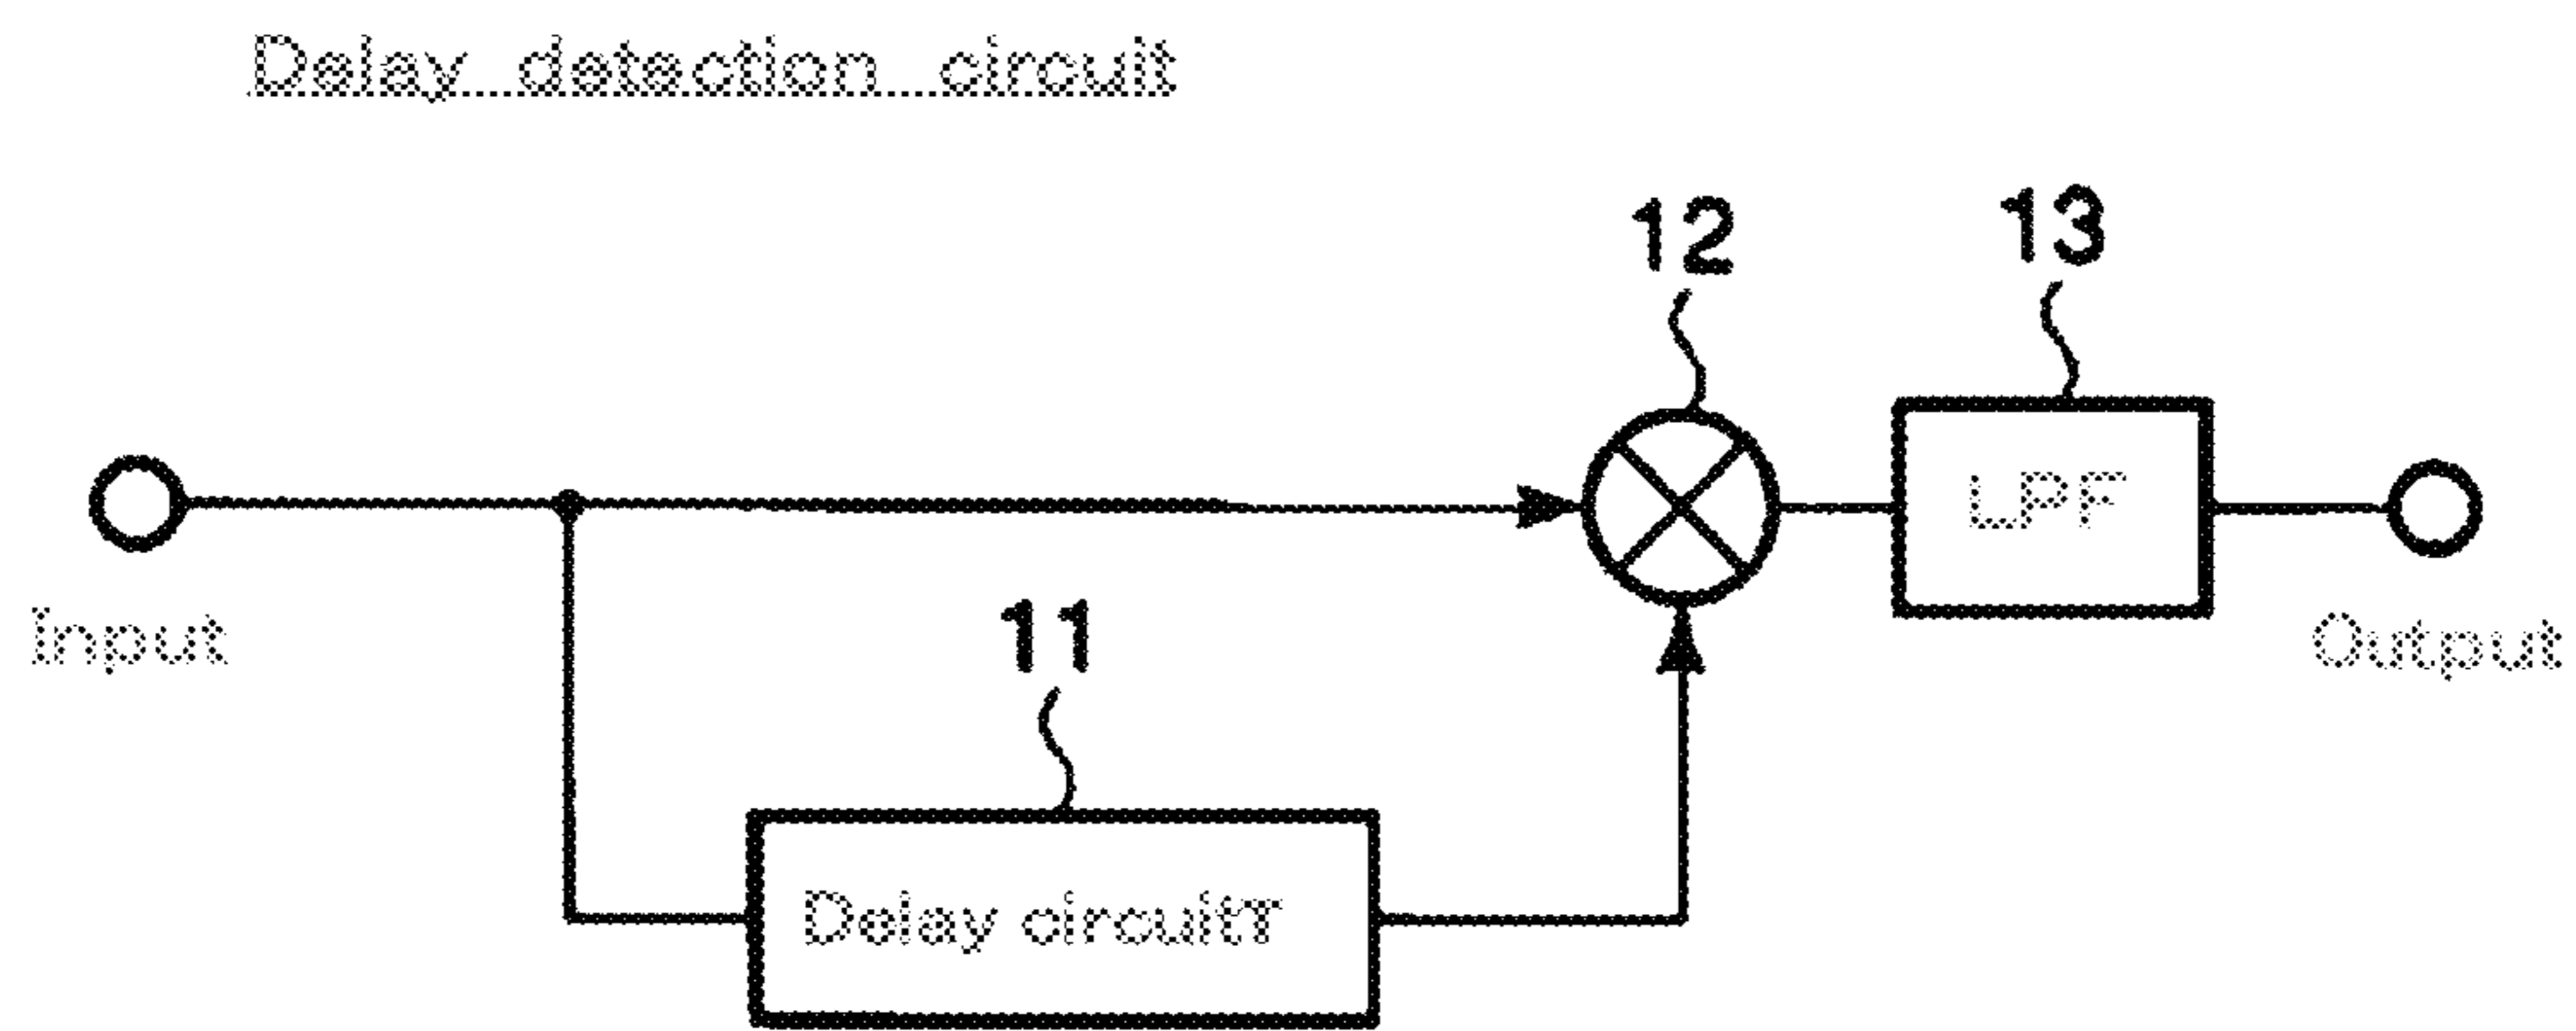 Delay detection circuit
12
13
LPF
Input
11
Output
Delay circuitT